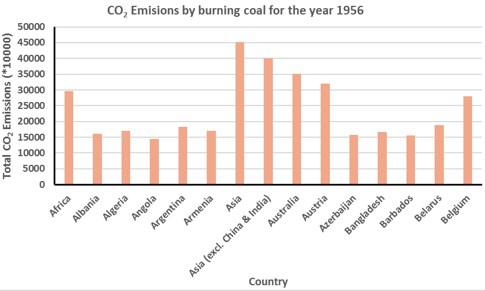 CO₂ Emisions by burning coal for the year 1956
Total CO₂ Emissions (*10000)
50000
45000
40000
35000
30000
25000
20000
15000
10000
5000
0
Africa
Albania
Algeria
Angola
Argentina
Armenia
Asia
Asia (excl. China & India)
Australia
Austria
Azerbaijan
Bangladesh
Barbados
Belarus
Belgium
Country